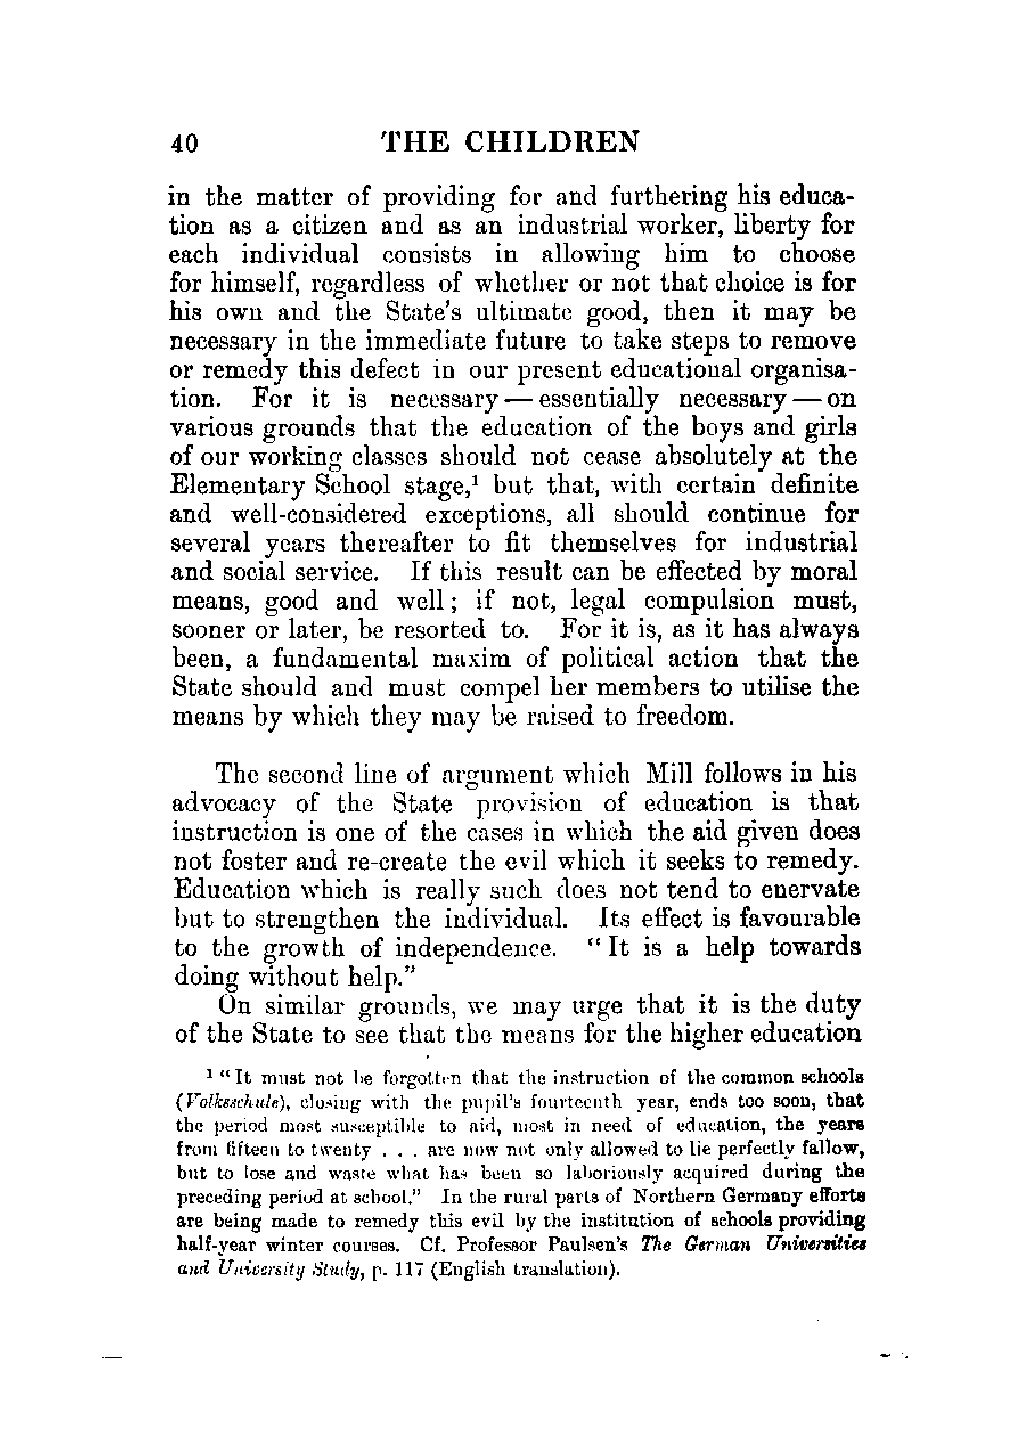 40 THE CHILDREN
in the matter of providing for and furthering his educa-
tion as a citizen and as an industrial worker, liberty for
each individual consists in allowing him to choose
for himself, regardless of whether or not that choice is for
his own and the State's ultimate good, then it may be
necessary in the immediate future to take steps to remove
or remedy this defect in our present educational organisa-
tion. For it is necessary — essentially necessary — on
various grounds that the education of the boys and girls
of our working classes should not cease absolutely at the
Elementary School stage,¹ but that, with certain definite
and well-considered exceptions, all should continue for
several years thereafter to fit themselves for industrial
and social service. If this result can be effected by moral
means, good and well; if not, legal compulsion must,
sooner or later, be resorted to. For it is, as it has always
been, a fundamental maxim of political action that the
State should and must compel her members to utilise the
means by which they may be raised to freedom.
The second line of argument which Mill follows in his
advocacy of the State provision of education is that
instruction is one of the cases in which the aid given does
not foster and re-create the evil which it seeks to remedy.
Education which is really such does not tend to enervate
but to strengthen the individual. Its effect is favourable
to the growth of independence. "It is a help towards
doing without help."
On similar grounds, we may urge that it is the duty
of the State to see that the means for the higher education
¹ "It must not be forgotten that the instruction of the common schools
(Volksschule), closing with the pupil's fourteenth year, ends too soon, that
the period most susceptible to aid, most in need of education, the years
from fifteen to twenty . . . are now not only allowed to lie perfectly fallow,
but to lose and waste what has been so laboriously acquired during the
preceding period at school." In the rural parts of Northern Germany efforts
are being made to remedy this evil by the institution of schools providing
half-year winter courses. Cf. Professor Paulsen's The German Universities
and University Study, p. 117 (English translation).